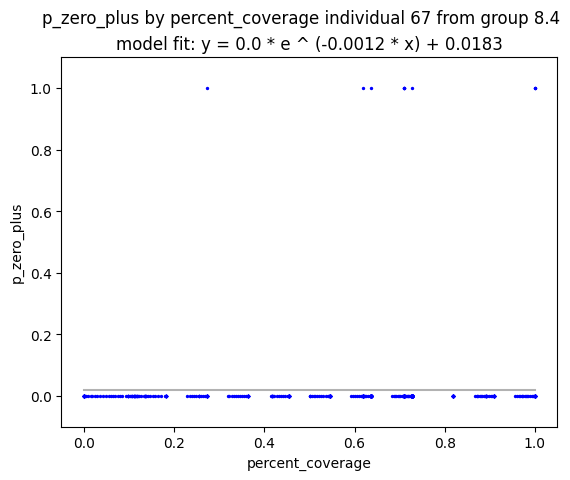 p_zero_plus by percent_coverage individual 67 from group 8.4
model fit: y = 0.0 * e ^ (-0.0012 * x) + 0.0183
1.0
0.8
0.6
0.4
0.2
0.0
p_zero_plus
0.0 0.2 0.4 0.6 0.8 1.0
percent_coverage